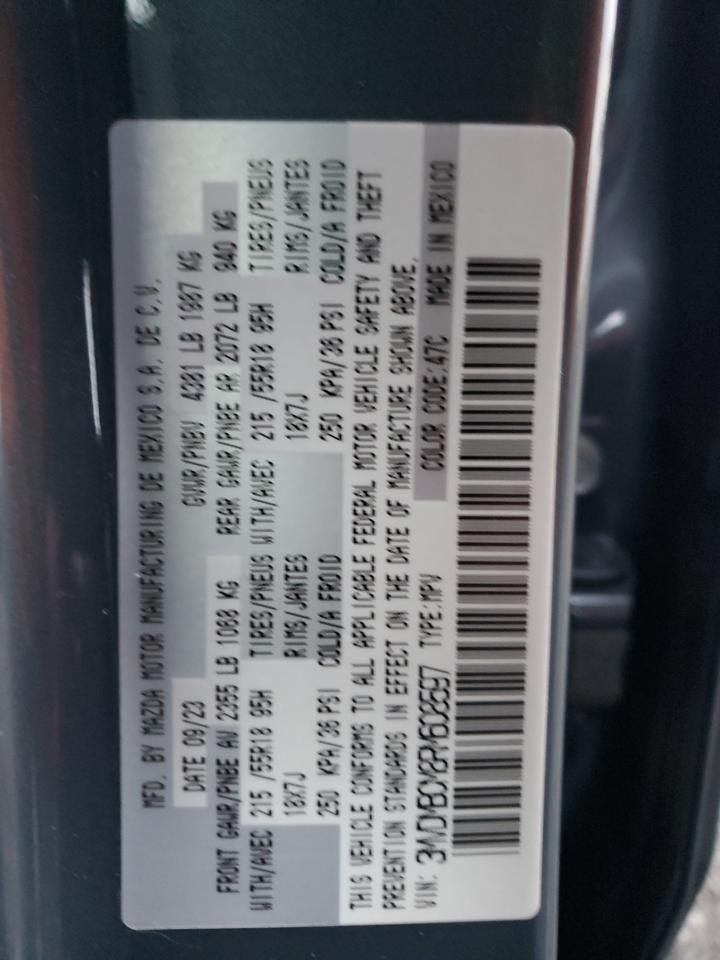 MFD. BY MAZDA MOTOR MANUFACTURING DE MEXICO S.A. DE C.V.
DATE 09/23 GVWR/PNBV 4381 LB 1987 KG
FRONT GAWR/PNBE AV 2355 LB 1068 KG REAR GAWR/PNBE AR 2072 LB 940 KG
WITH/AVEC 215 /55R18 95H TIRES/PNEUS WITH/AVEC 215 /55R18 95H TIRES/PNEUS
18X7J RIMS/JANTES 18X7J RIMS/JANTES
250 KPA/36 PSI COLD/A FROID 250 KPA/36 PSI COLD/A FROID
THIS VEHICLE CONFORMS TO ALL APPLICABLE FEDERAL MOTOR VEHICLE SAFETY AND THEFT
PREVENTION STANDARDS IN EFFECT ON THE DATE OF MANUFACTURE SHOWN ABOVE.
VIN: 3MVDMBCM8RM608597 TYPE:MPV COLOR CODE:47C MADE IN MEXICO